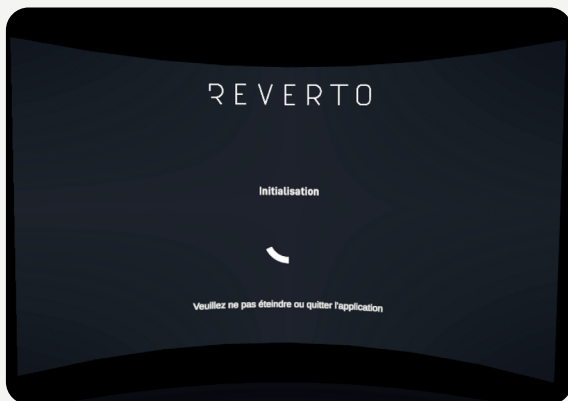 REVERTO
Initialisation
Veuillez ne pas éteindre ou quitter l'application